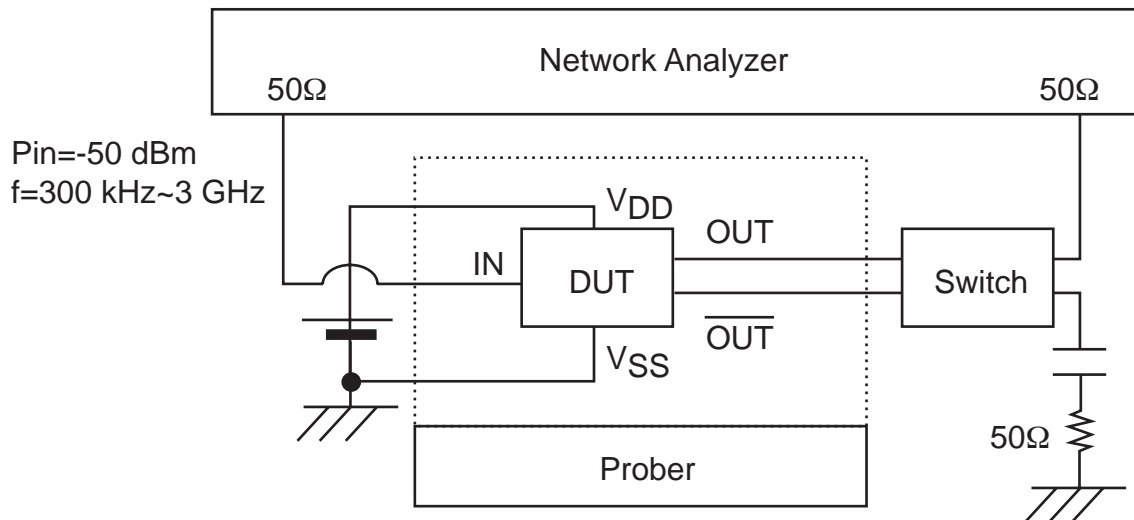 Network Analyzer
50Ω
50Ω
Pin=-50 dBm
f=300 kHz~3 GHz
VDD
OUT
IN
DUT
Switch
OUT
VSS
50Ω
Prober